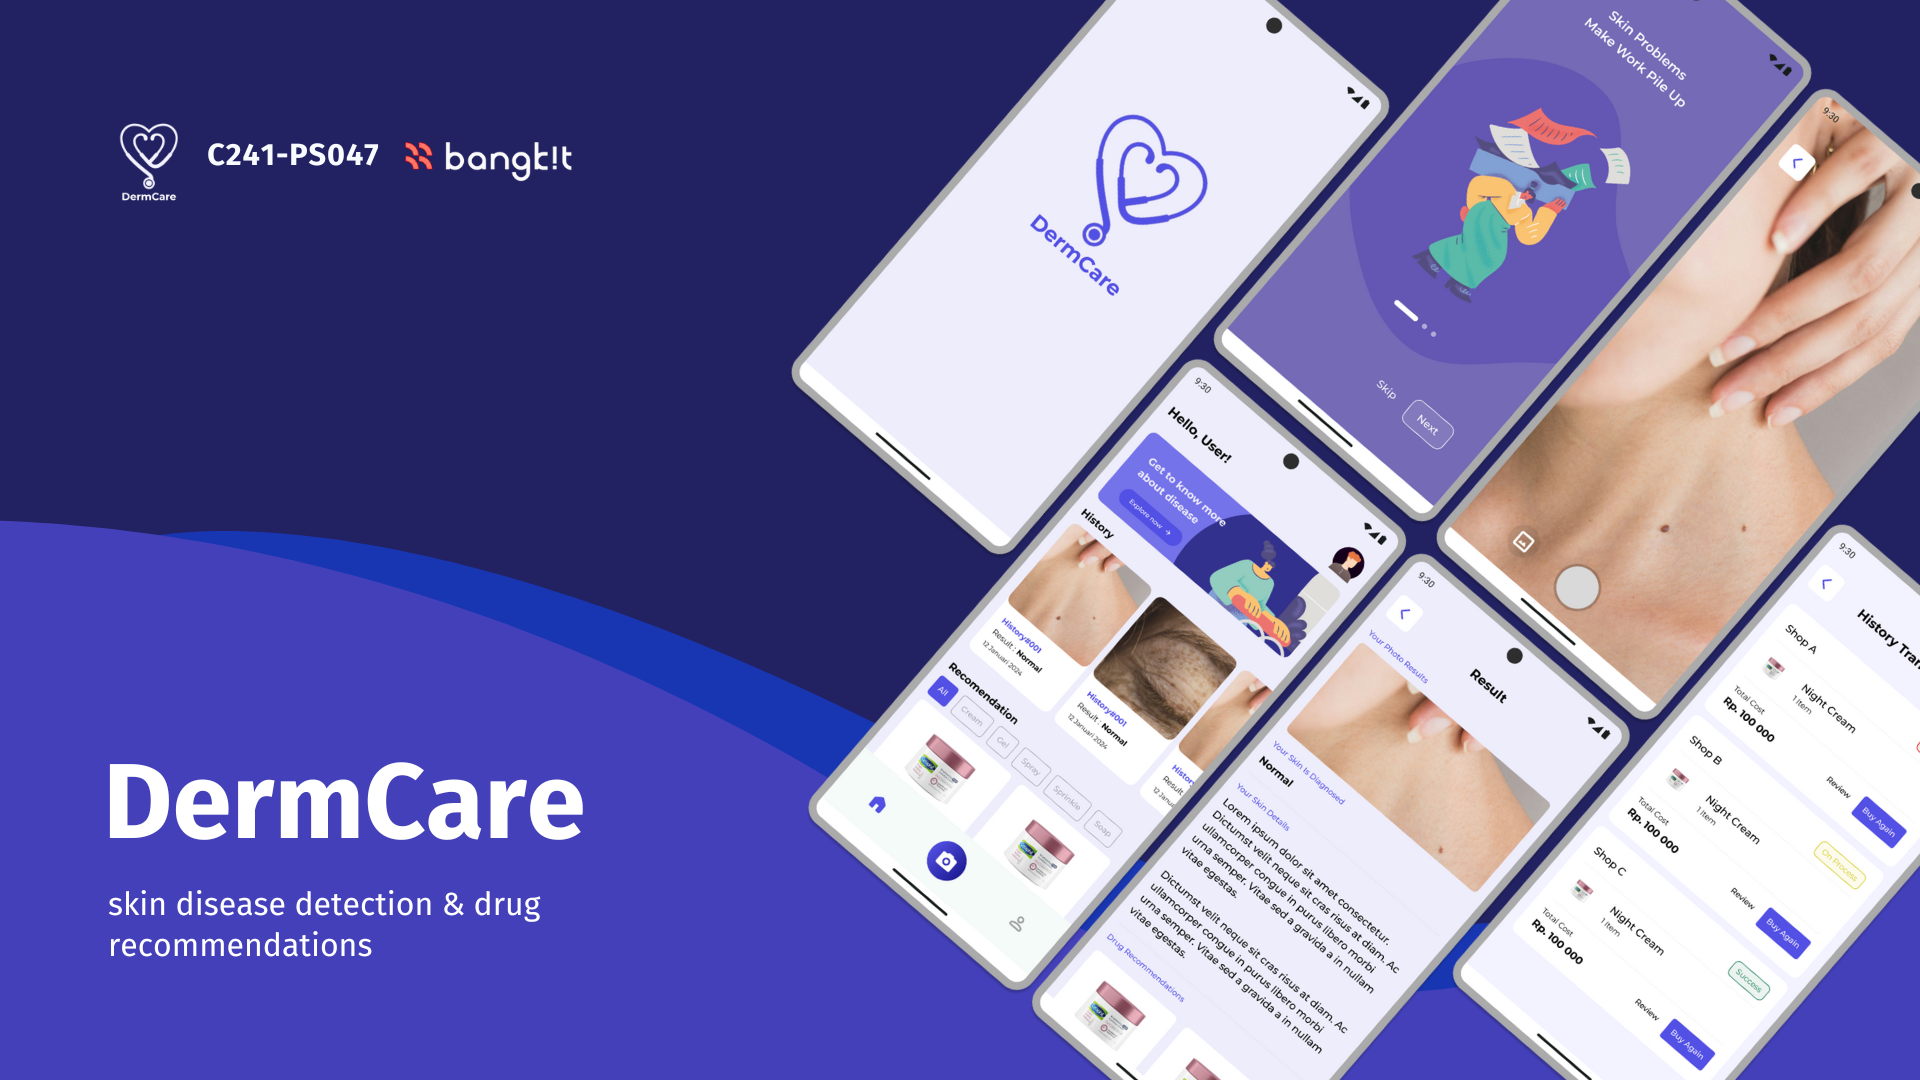 DermCare
C241-PS047
bangk!t
DermCare
skin disease detection & drug
recommendations
DermCare
Skin Problems
Make Work Pile Up
Skip
Next
9:30
9:30
Hello, User!
Get to know more
about disease
Explore now →
History
History#001
Result : Normal
12 Januari 2024
History#001
Result : Normal
12 Januari 2024
Recomendation
All
Cream
Gel
Spray
Sprinkle
Soap
9:30
Result
Your Photo Results
Your Skin Is Diagnosed
Normal
Your Skin Details
Lorem ipsum dolor sit amet consectetur.
Dictumst velit neque sit cras risus at diam. Ac
ullamcorper congue in purus libero morbi
urna semper. Vitae sed a gravida a in nullam
vitae egestas.
Dictumst velit neque sit cras risus at diam. Ac
ullamcorper congue in purus libero morbi
urna semper. Vitae sed a gravida a in nullam
vitae egestas.
Drug Recommendations
9:30
History Tran
Shop A
Night Cream
1 Item
Total Cost
Rp. 100 000
Review
Buy Again
Shop B
On Process
Night Cream
1 Item
Total Cost
Rp. 100 000
Review
Buy Again
Shop C
Success
Night Cream
1 Item
Total Cost
Rp. 100 000
Review
Buy Again